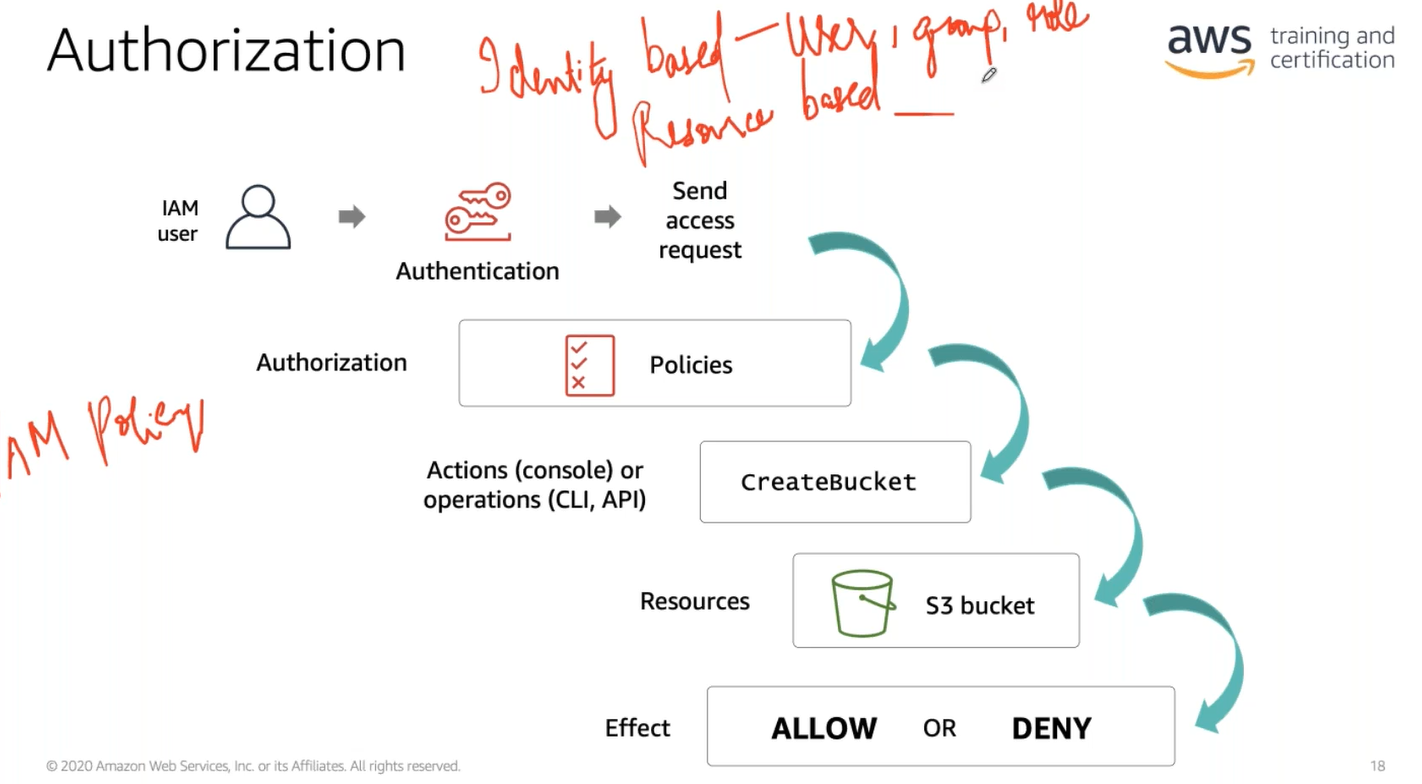 Authorization
Identity based — User, group, role
Resource based __
aws training and
certification
IAM
user
Authentication
Send
access
request
Authorization
Policies
AM Policy
Actions (console) or
operations (CLI, API)
CreateBucket
Resources
S3 bucket
Effect
ALLOW OR DENY
© 2020 Amazon Web Services, Inc. or its Affiliates. All rights reserved.
18